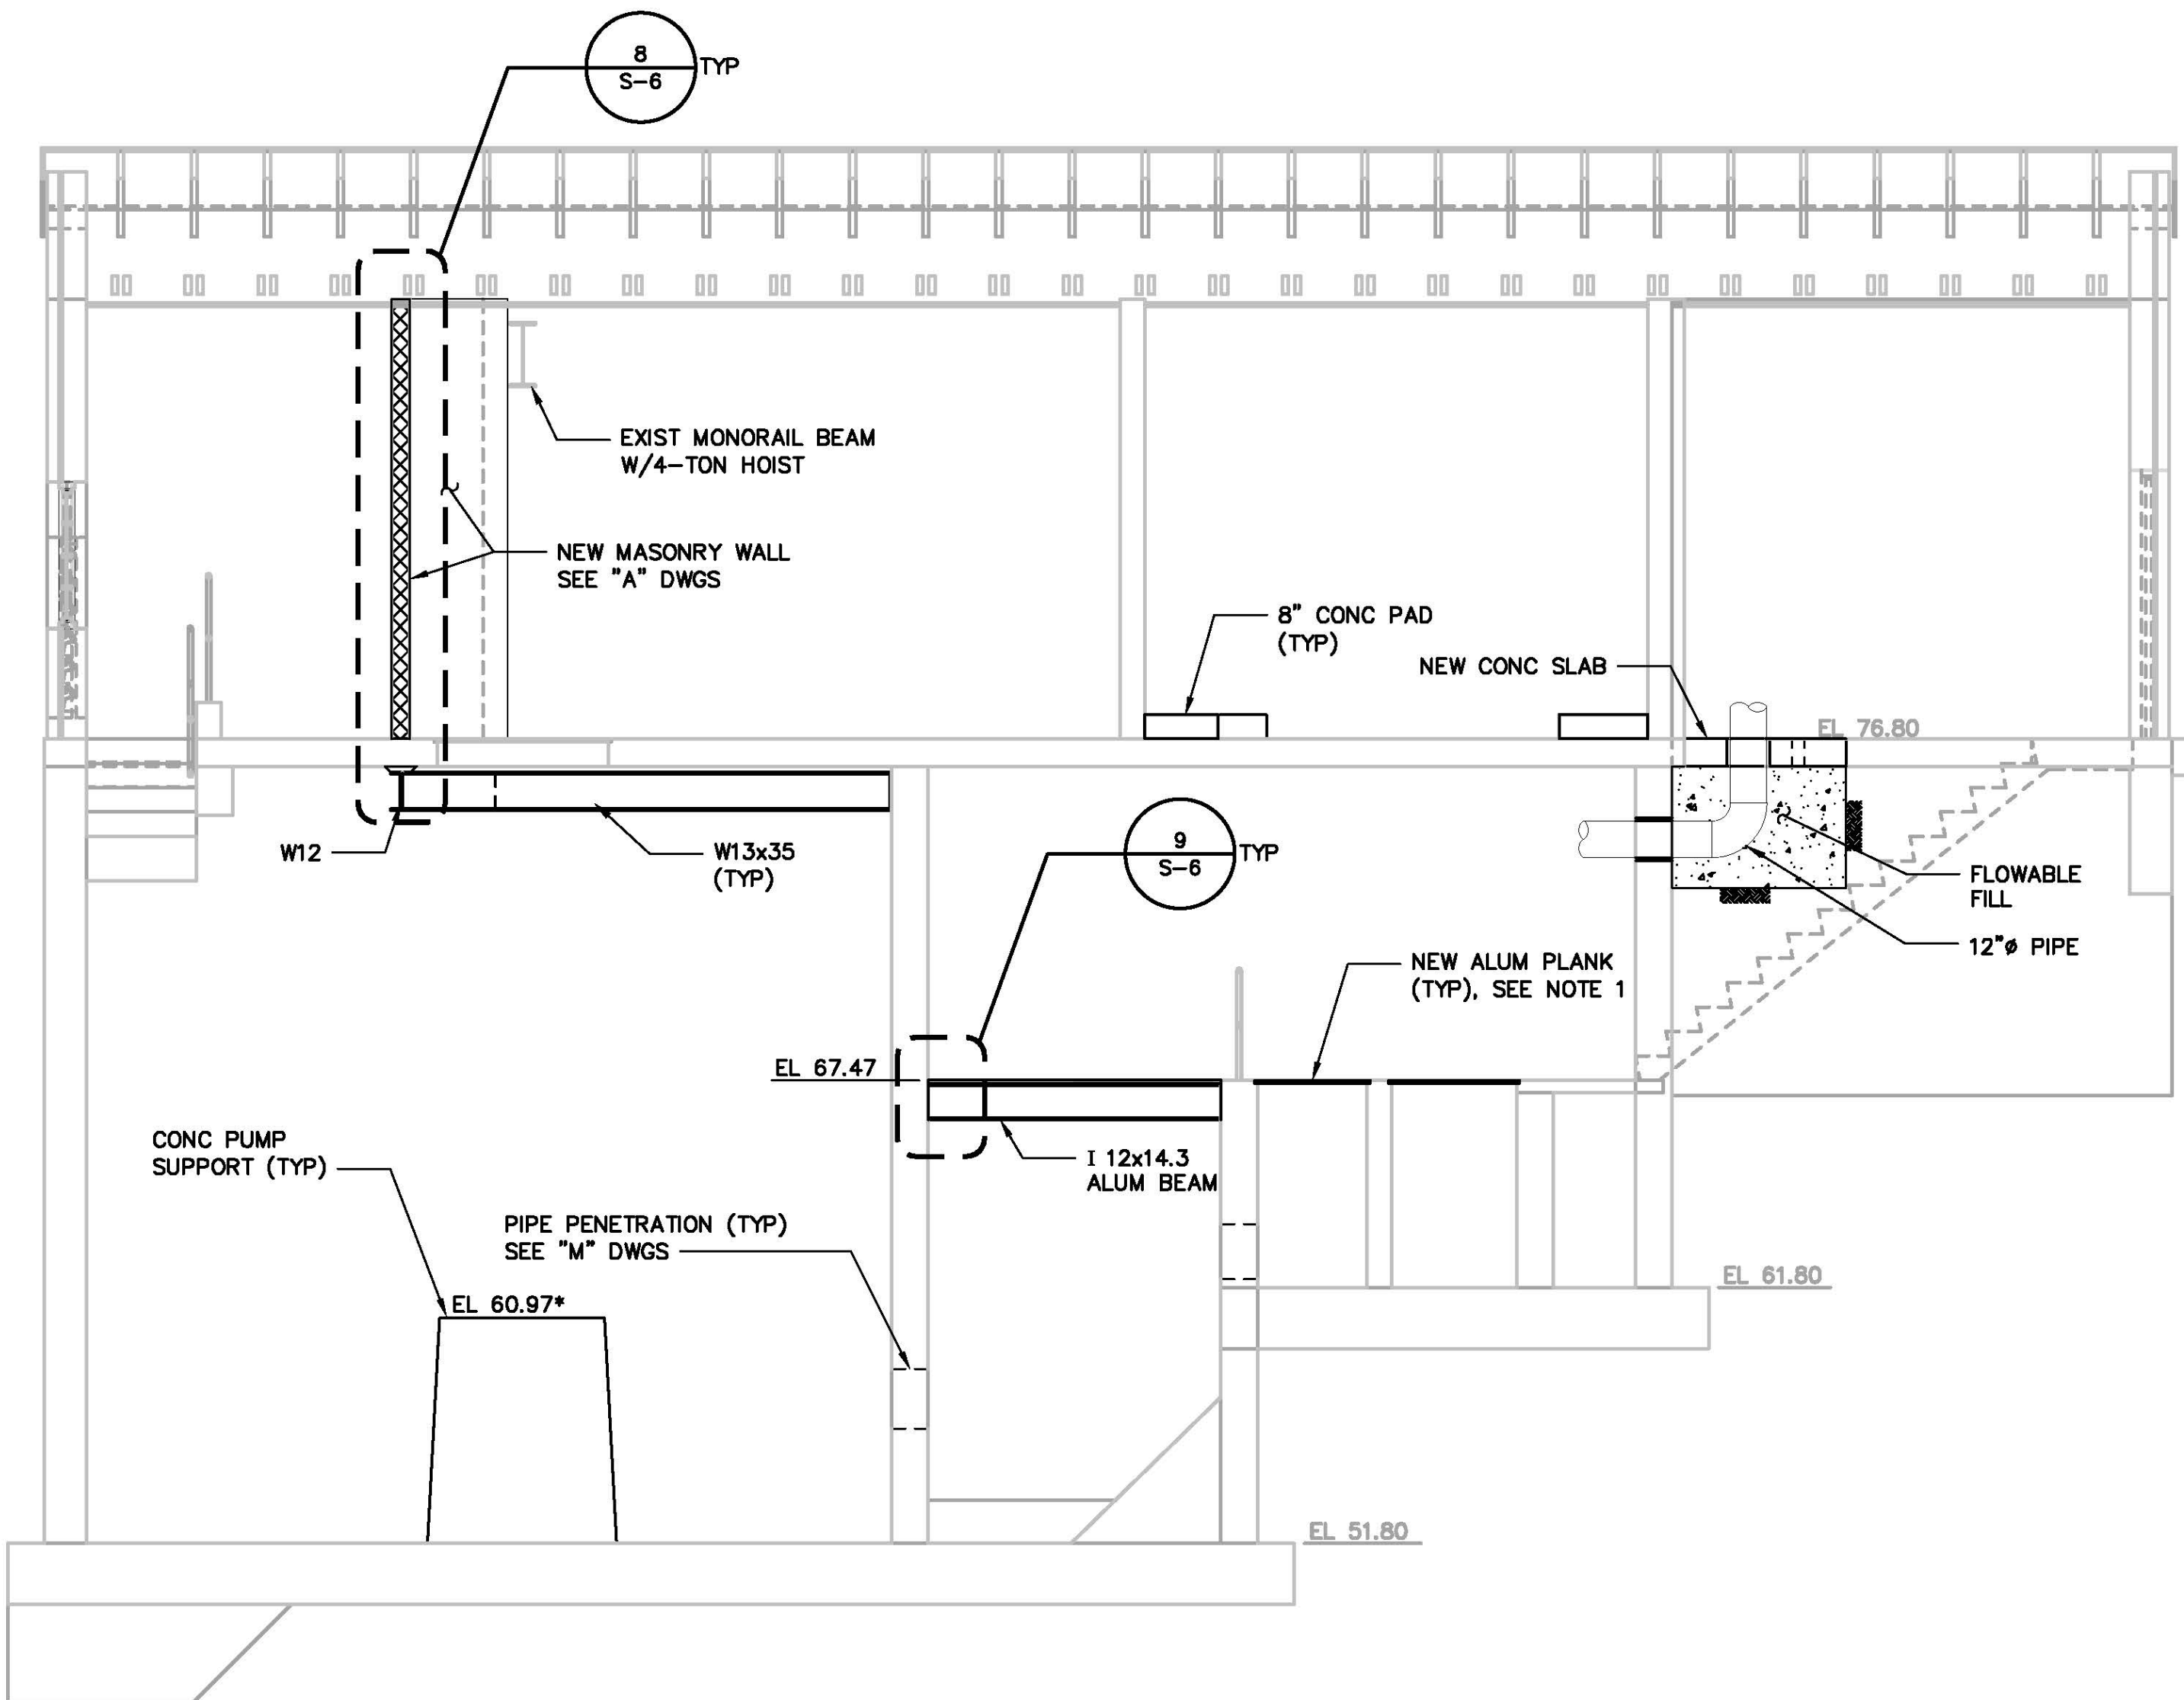 8
S-6
TYP
EXIST MONORAIL BEAM
W/4-TON HOIST
NEW MASONRY WALL
SEE "A" DWGS
8" CONC PAD
(TYP)
NEW CONC SLAB
EL 76.80
W12
W13x35
(TYP)
9
S-6
TYP
FLOWABLE
FILL
12"ø PIPE
NEW ALUM PLANK
(TYP), SEE NOTE 1
EL 67.47
I 12x14.3
ALUM BEAM
CONC PUMP
SUPPORT (TYP)
PIPE PENETRATION (TYP)
SEE "M" DWGS
EL 61.80
EL 60.97*
EL 51.80